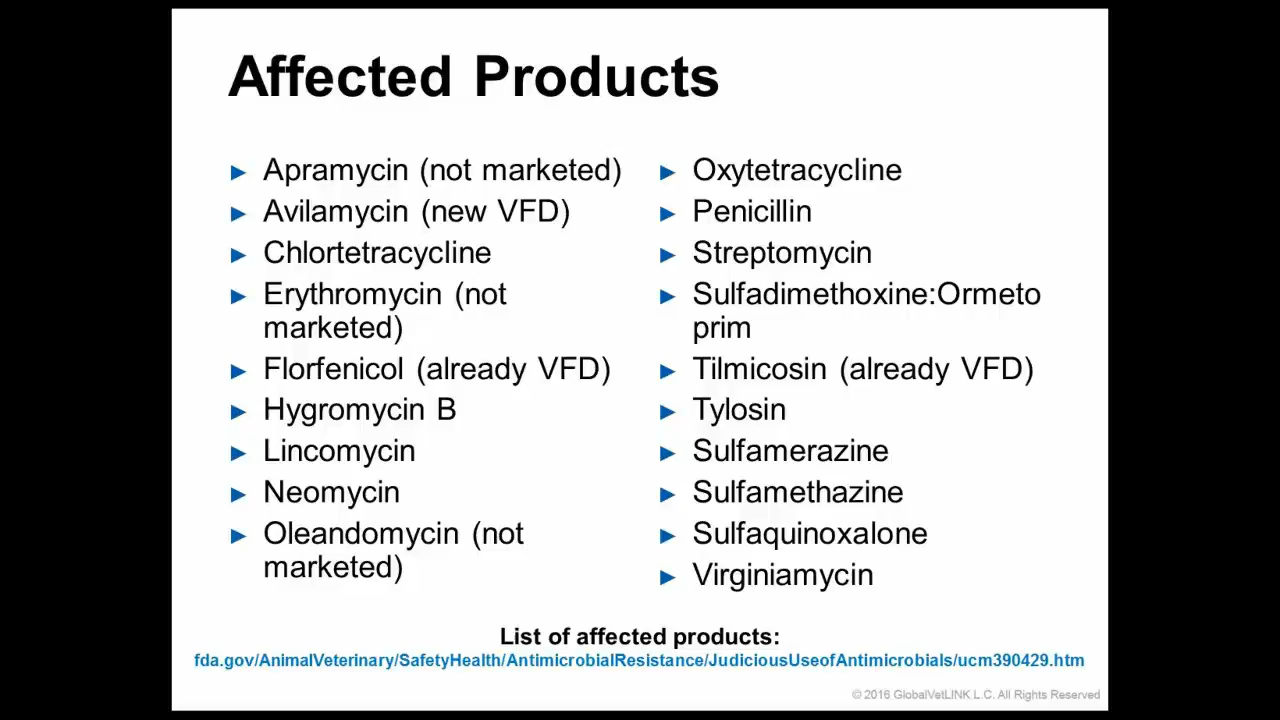 Affected Products
► Apramycin (not marketed)
► Avilamycin (new VFD)
► Chlortetracycline
► Erythromycin (not
marketed)
► Florfenicol (already VFD)
► Hygromycin B
► Lincomycin
► Neomycin
► Oleandomycin (not
marketed)
► Oxytetracycline
► Penicillin
► Streptomycin
► Sulfadimethoxine:Ormeto
prim
► Tilmicosin (already VFD)
► Tylosin
► Sulfamerazine
► Sulfamethazine
► Sulfaquinoxalone
► Virginiamycin
List of affected products:
fda.gov/AnimalVeterinary/SafetyHealth/AntimicrobialResistance/JudiciousUseofAntimicrobials/ucm390429.htm
© 2016 GlobalVetLINK L.C. All Rights Reserved